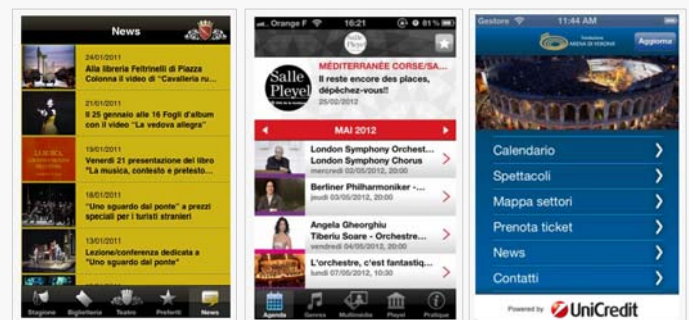 News
24/01/2011
Alla libreria Feltrinelli di Piazza
Colonna il video di “Cavalleria ru...
21/01/2011
Il 25 gennaio alle 16 Fogli d'album
con il video “La vedova allegra”
19/01/2011
Venerdì 21 presentazione del libro
"La musica, contesto e pretesto...
18/01/2011
"Uno sguardo dal ponte" a prezzi
speciali per i turisti stranieri
13/01/2011
Lezione/conferenza dedicata a
"Uno sguardo dal ponte"
Stagione Biglietteria Teatro Preferiti News
Orange F 16:21 81%
Salle
Pleyel
Salle
Pleyel
MÉDITERRANÉE CORSE/SA...
Il reste encore des places,
dépêchez-vous!!
25/02/2012
MAI 2012
London Symphony Orchest...
London Symphony Chorus
mercredi 02/05/2012, 20:00
Berliner Philharmoniker -...
jeudi 03/05/2012, 20:00
Angela Gheorghiu
Tiberiu Soare - Orchestre...
vendredi 04/05/2012, 20:00
L'orchestre, c'est fantastiq...
lundi 07/05/2012, 10:30
Agenda Genres Multimédia Pleyel Pratique
Gestore 11:44 AM
Fondazione
ARENA DI VERONA
Aggiorna
Calendario
Spettacoli
Mappa settori
Prenota ticket
News
Contatti
Powered by UniCredit